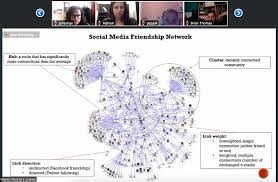 Brian Thomas
Social Media Friendship Network
Hub: a node that has significantly
more connections than the average
Cluster: densely connected
community
Link weight:
- unweighted, single
connection (either friend
or not)
- weighted, multiple
connections (number of
exchanged e-mails)
Link direction:
- undirected (Facebook friendship)
- directed (Twitter following)